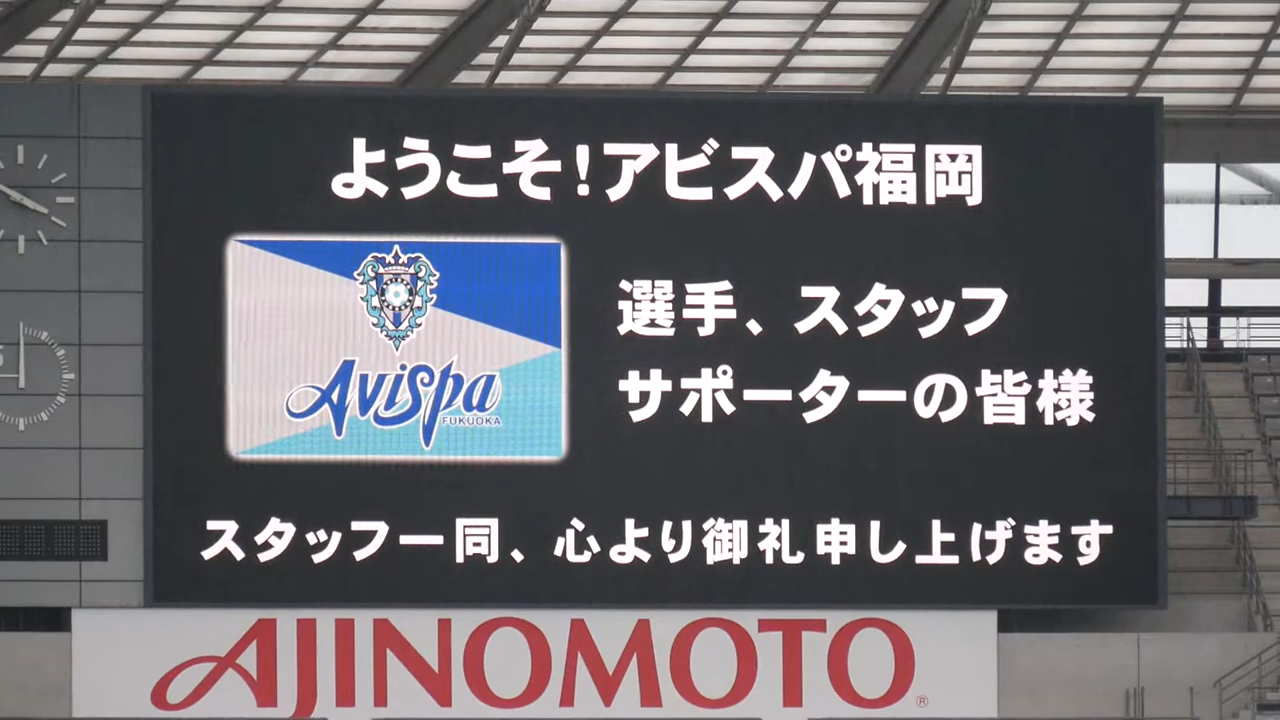 ようこそ！アビスパ福岡
選手、スタッフ
サポーターの皆様
Avispa
FUKUOKA
スタッフ一同、心より御礼申し上げます
AJINOMOTO®